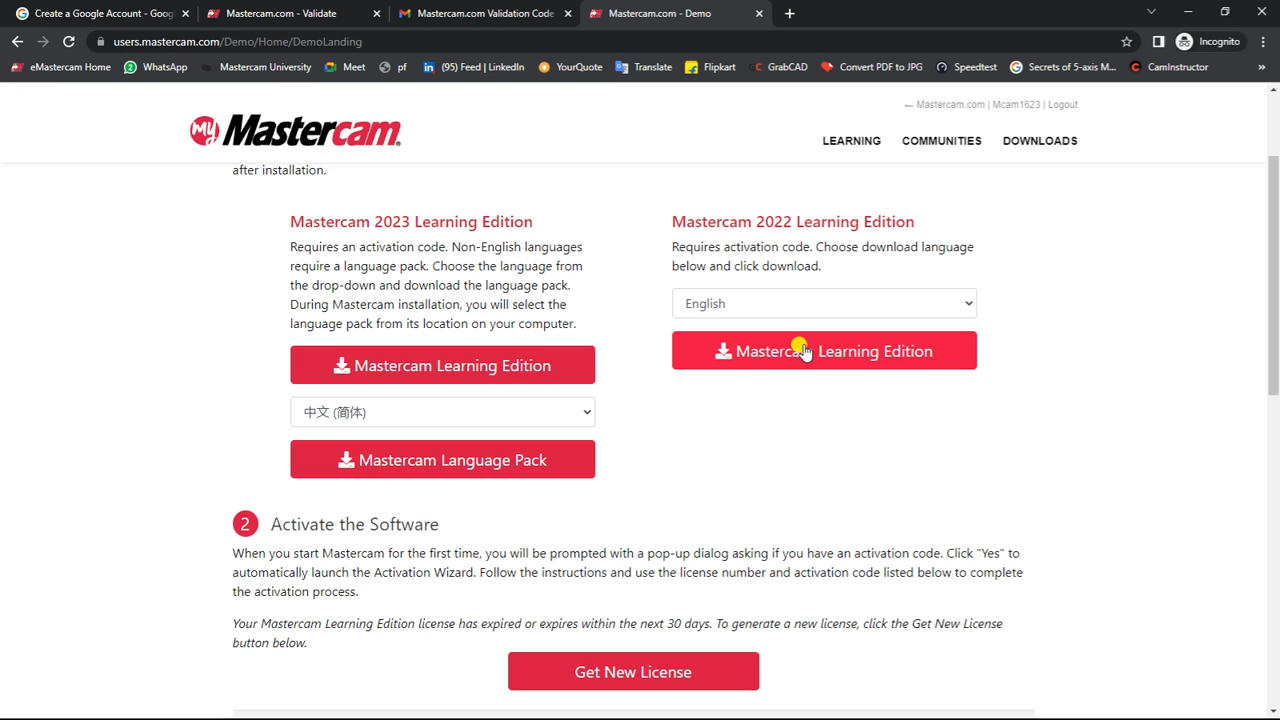 Create a Google Account - Goog
Mastercam.com - Validate
Mastercam.com Validation Code
Mastercam.com - Demo
users.mastercam.com/Demo/Home/DemoLanding
Incognito
eMastercam Home
WhatsApp
Mastercam University
Meet
pf
(95) Feed | LinkedIn
YourQuote
Translate
Flipkart
GrabCAD
Convert PDF to JPG
Speedtest
Secrets of 5-axis M...
CamInstructor
← Mastercam.com | Mcam1623 | Logout
My Mastercam.
LEARNING COMMUNITIES DOWNLOADS
after installation.
Mastercam 2023 Learning Edition
Requires an activation code. Non-English languages
require a language pack. Choose the language from
the drop-down and download the language pack.
During Mastercam installation, you will select the
language pack from its location on your computer.
Mastercam Learning Edition
中文 (简体)
Mastercam Language Pack
Mastercam 2022 Learning Edition
Requires activation code. Choose download language
below and click download.
English
Mastercam Learning Edition
2 Activate the Software
When you start Mastercam for the first time, you will be prompted with a pop-up dialog asking if you have an activation code. Click "Yes" to
automatically launch the Activation Wizard. Follow the instructions and use the license number and activation code listed below to complete
the activation process.
Your Mastercam Learning Edition license has expired or expires within the next 30 days. To generate a new license, click the Get New License
button below.
Get New License